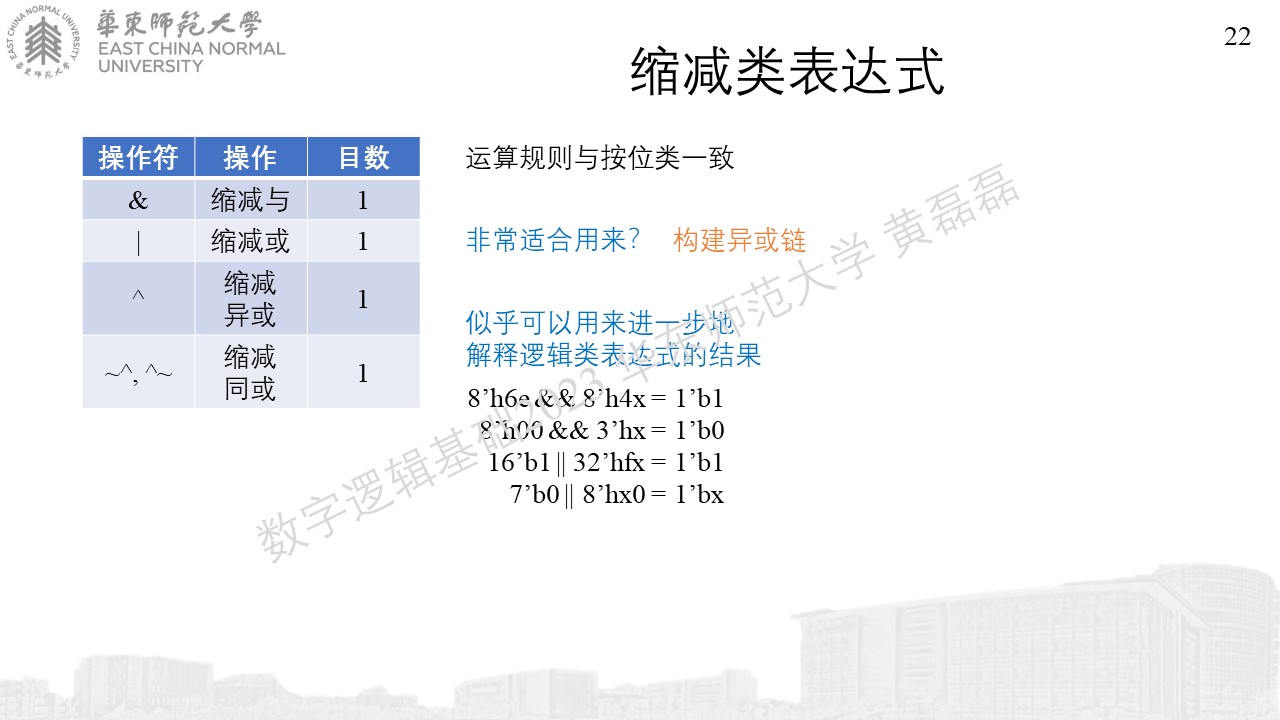 華東師範大學
EAST CHINA NORMAL
UNIVERSITY
EAST CHINA NORMAL UNIVERSITY
華東师范大学
22
缩减类表达式
操作符 操作 目数
& 缩减与 1
| 缩减或 1
^ 缩减异或 1
~^, ^~ 缩减同或 1
运算规则与按位类一致
非常适合用来? 构建异或链
似乎可以用来进一步地
解释逻辑类表达式的结果
8’h6e && 8’h4x = 1’b1
8’h00 && 3’hx = 1’b0
16’b1 || 32’hfx = 1’b1
7’b0 || 8’hx0 = 1’bx
数字逻辑基础2023 华东师范大学 黄磊磊